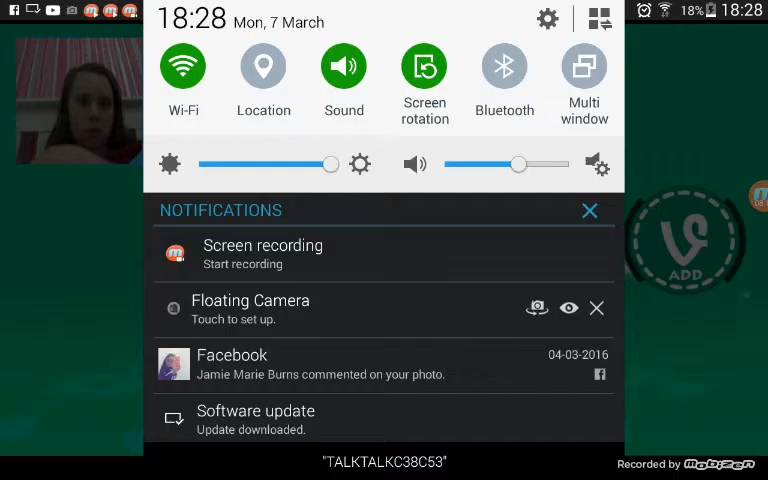 18:28 Mon, 7 March
18% 18:28
Wi-Fi
Location
Sound
Screen
rotation
Bluetooth
Multi
window
NOTIFICATIONS
Screen recording
Start recording
Floating Camera
Touch to set up.
Facebook
04-03-2016
Jamie Marie Burns commented on your photo.
Software update
Update downloaded.
"TALKTALKC38C53"
ADD
Recorded by mobizen